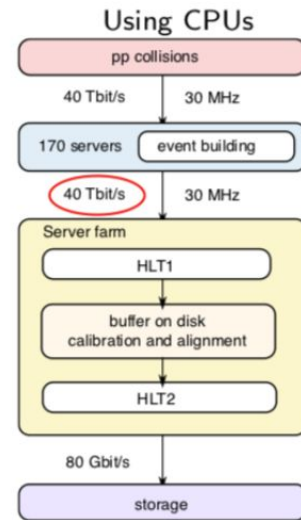 Using CPUs
pp collisions
40 Tbit/s 30 MHz
170 servers event building
40 Tbit/s 30 MHz
Server farm
HLT1
buffer on disk
calibration and alignment
HLT2
80 Gbit/s
storage